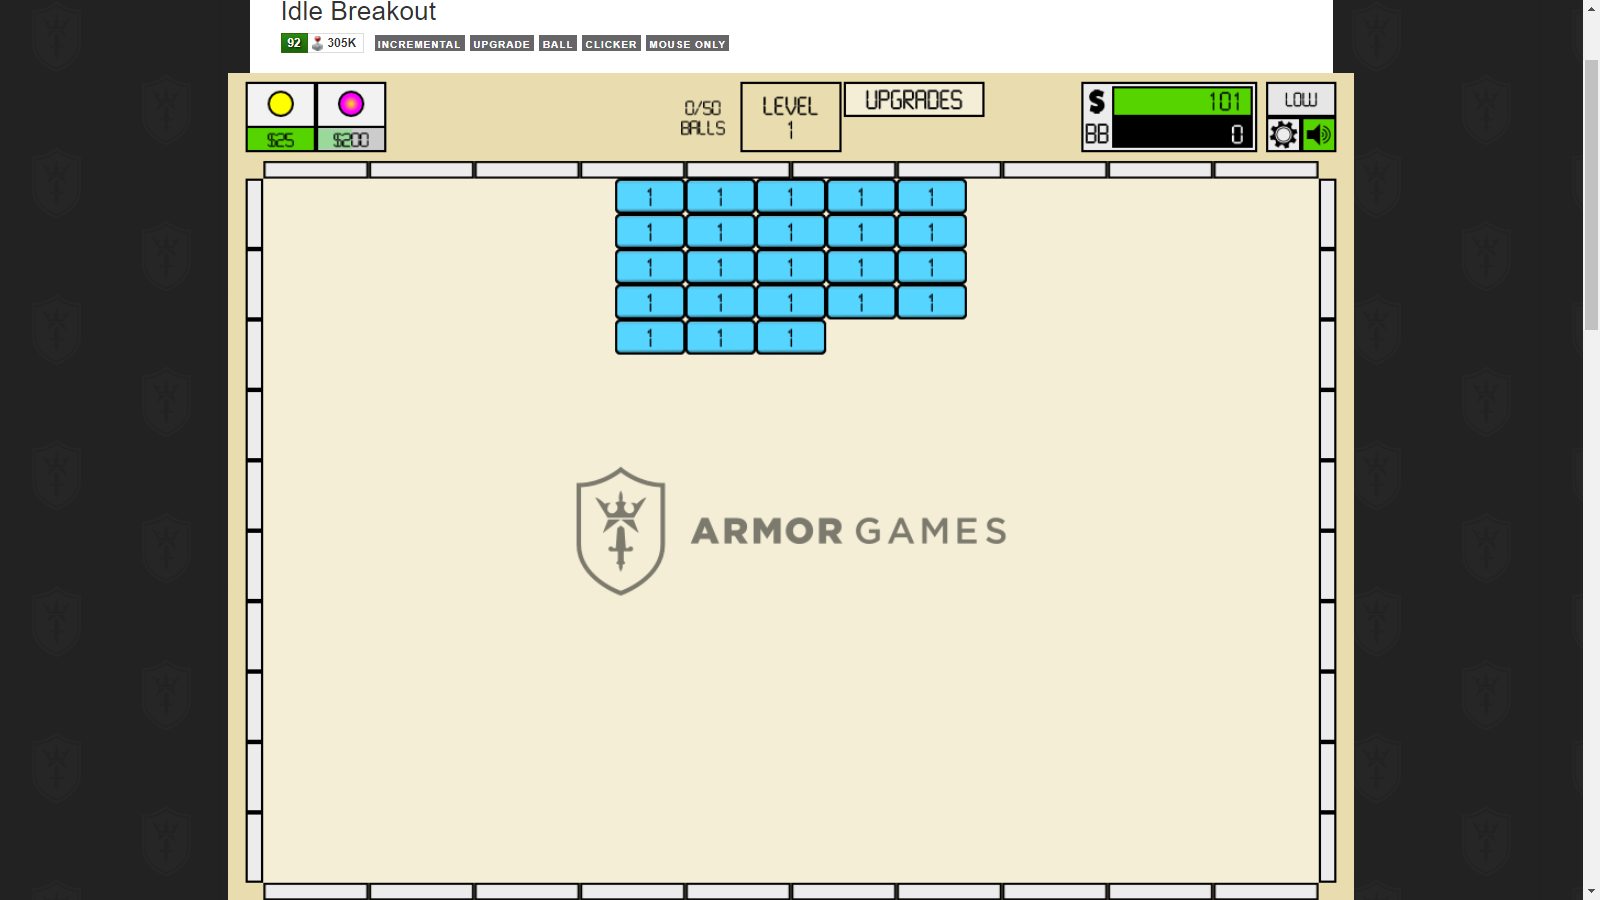 Idle Breakout
92 305K INCREMENTAL UPGRADE BALL CLICKER MOUSE ONLY
$25 $200
0/50
BALLS
LEVEL
1
UPGRADES
$ 101
BB 0
LOW
1 1 1 1 1
1 1 1 1 1
1 1 1 1 1
1 1 1 1 1
1 1 1
ARMOR GAMES